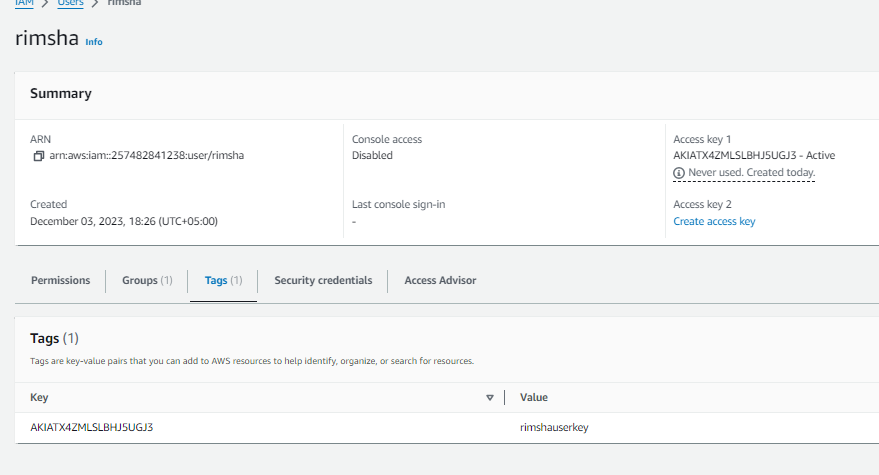 IAM > Users > rimsha
rimsha Info
Summary
ARN
arn:aws:iam::257482841238:user/rimsha
Console access
Disabled
Access key 1
AKIATX4ZMLSLBHJ5UGJ3 - Active
Never used. Created today.
Created
December 03, 2023, 18:26 (UTC+05:00)
Last console sign-in
-
Access key 2
Create access key
Permissions
Groups (1)
Tags (1)
Security credentials
Access Advisor
Tags (1)
Tags are key-value pairs that you can add to AWS resources to help identify, organize, or search for resources.
Key
Value
AKIATX4ZMLSLBHJ5UGJ3
rimshauserkey